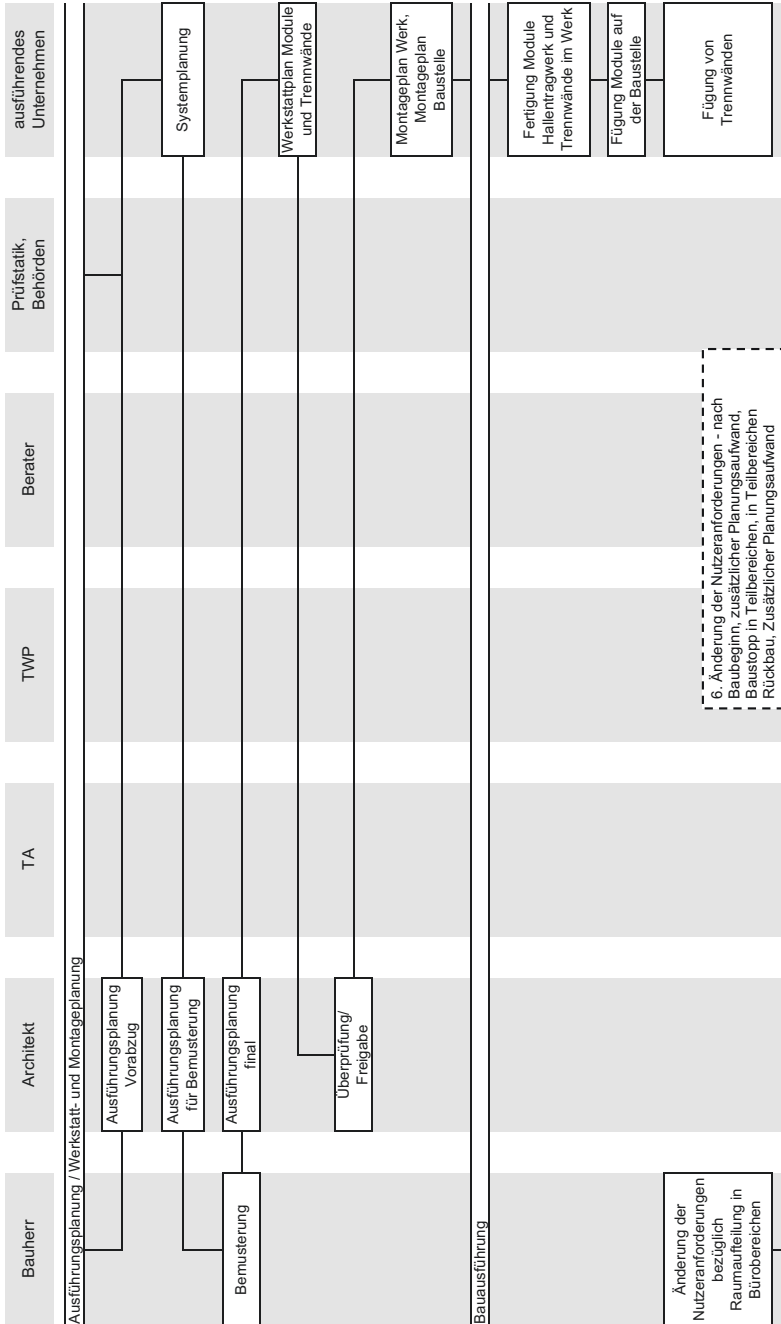 Bauherr
Architekt
TA
TWP
Berater
Prüfstatik,
Behörden
ausführendes
Unternehmen
Ausführungsplanung / Werkstatt- und Montageplanung
Ausführungsplanung
Vorabzug
Ausführungsplanung
für Bemusterung
Systemplanung
Bemusterung
Ausführungsplanung
final
Werkstattplan Module
und Trennwände
Überprüfung/
Freigabe
Montageplan Werk,
Montageplan
Baustelle
Bauausführung
Fertigung Module
Hallentragwerk und
Trennwände im Werk
Fügung Module auf
der Baustelle
Änderung der
Nutzeranforderungen
bezüglich
Raumaufteilung in
Bürobereichen
6. Änderung der Nutzeranforderungen - nach
Baubeginn, zusätzlicher Planungsaufwand,
Baustopp in Teilbereichen, in Teilbereichen
Rückbau, Zusätzlicher Planungsaufwand
Fügung von
Trennwänden